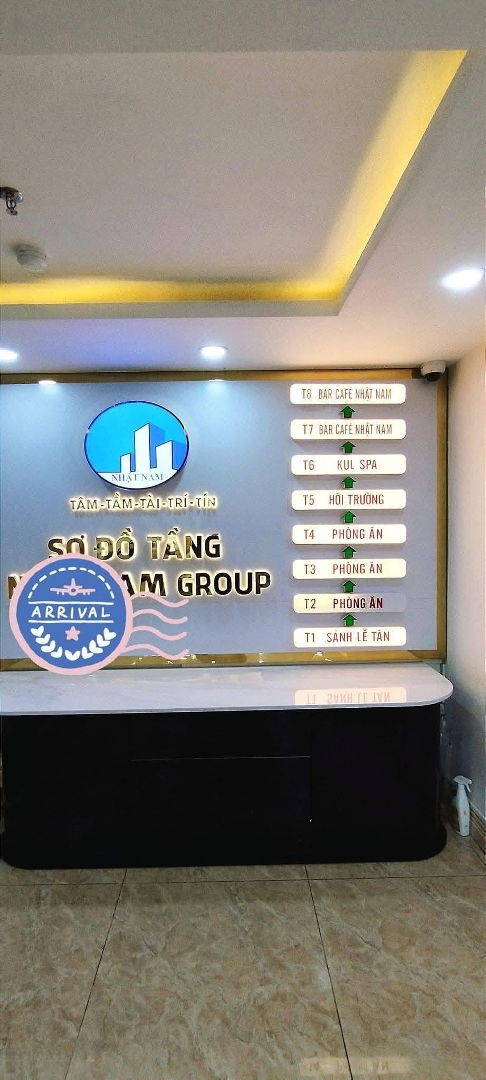 NHẬT NAM
TÂM-TẦM-TÀI-TRÍ-TÍN
SƠ ĐỒ TẦNG
GROUP
ARRIVAL
T8 BAR CAFÉ NHẬT NAM
T7 BAR CAFÉ NHẬT NAM
T6 KUL SPA
T5 HỘI TRƯỜNG
T4 PHÒNG ĂN
T3 PHÒNG ĂN
T2 PHÒNG ĂN
T1 SẢNH LỄ TÂN